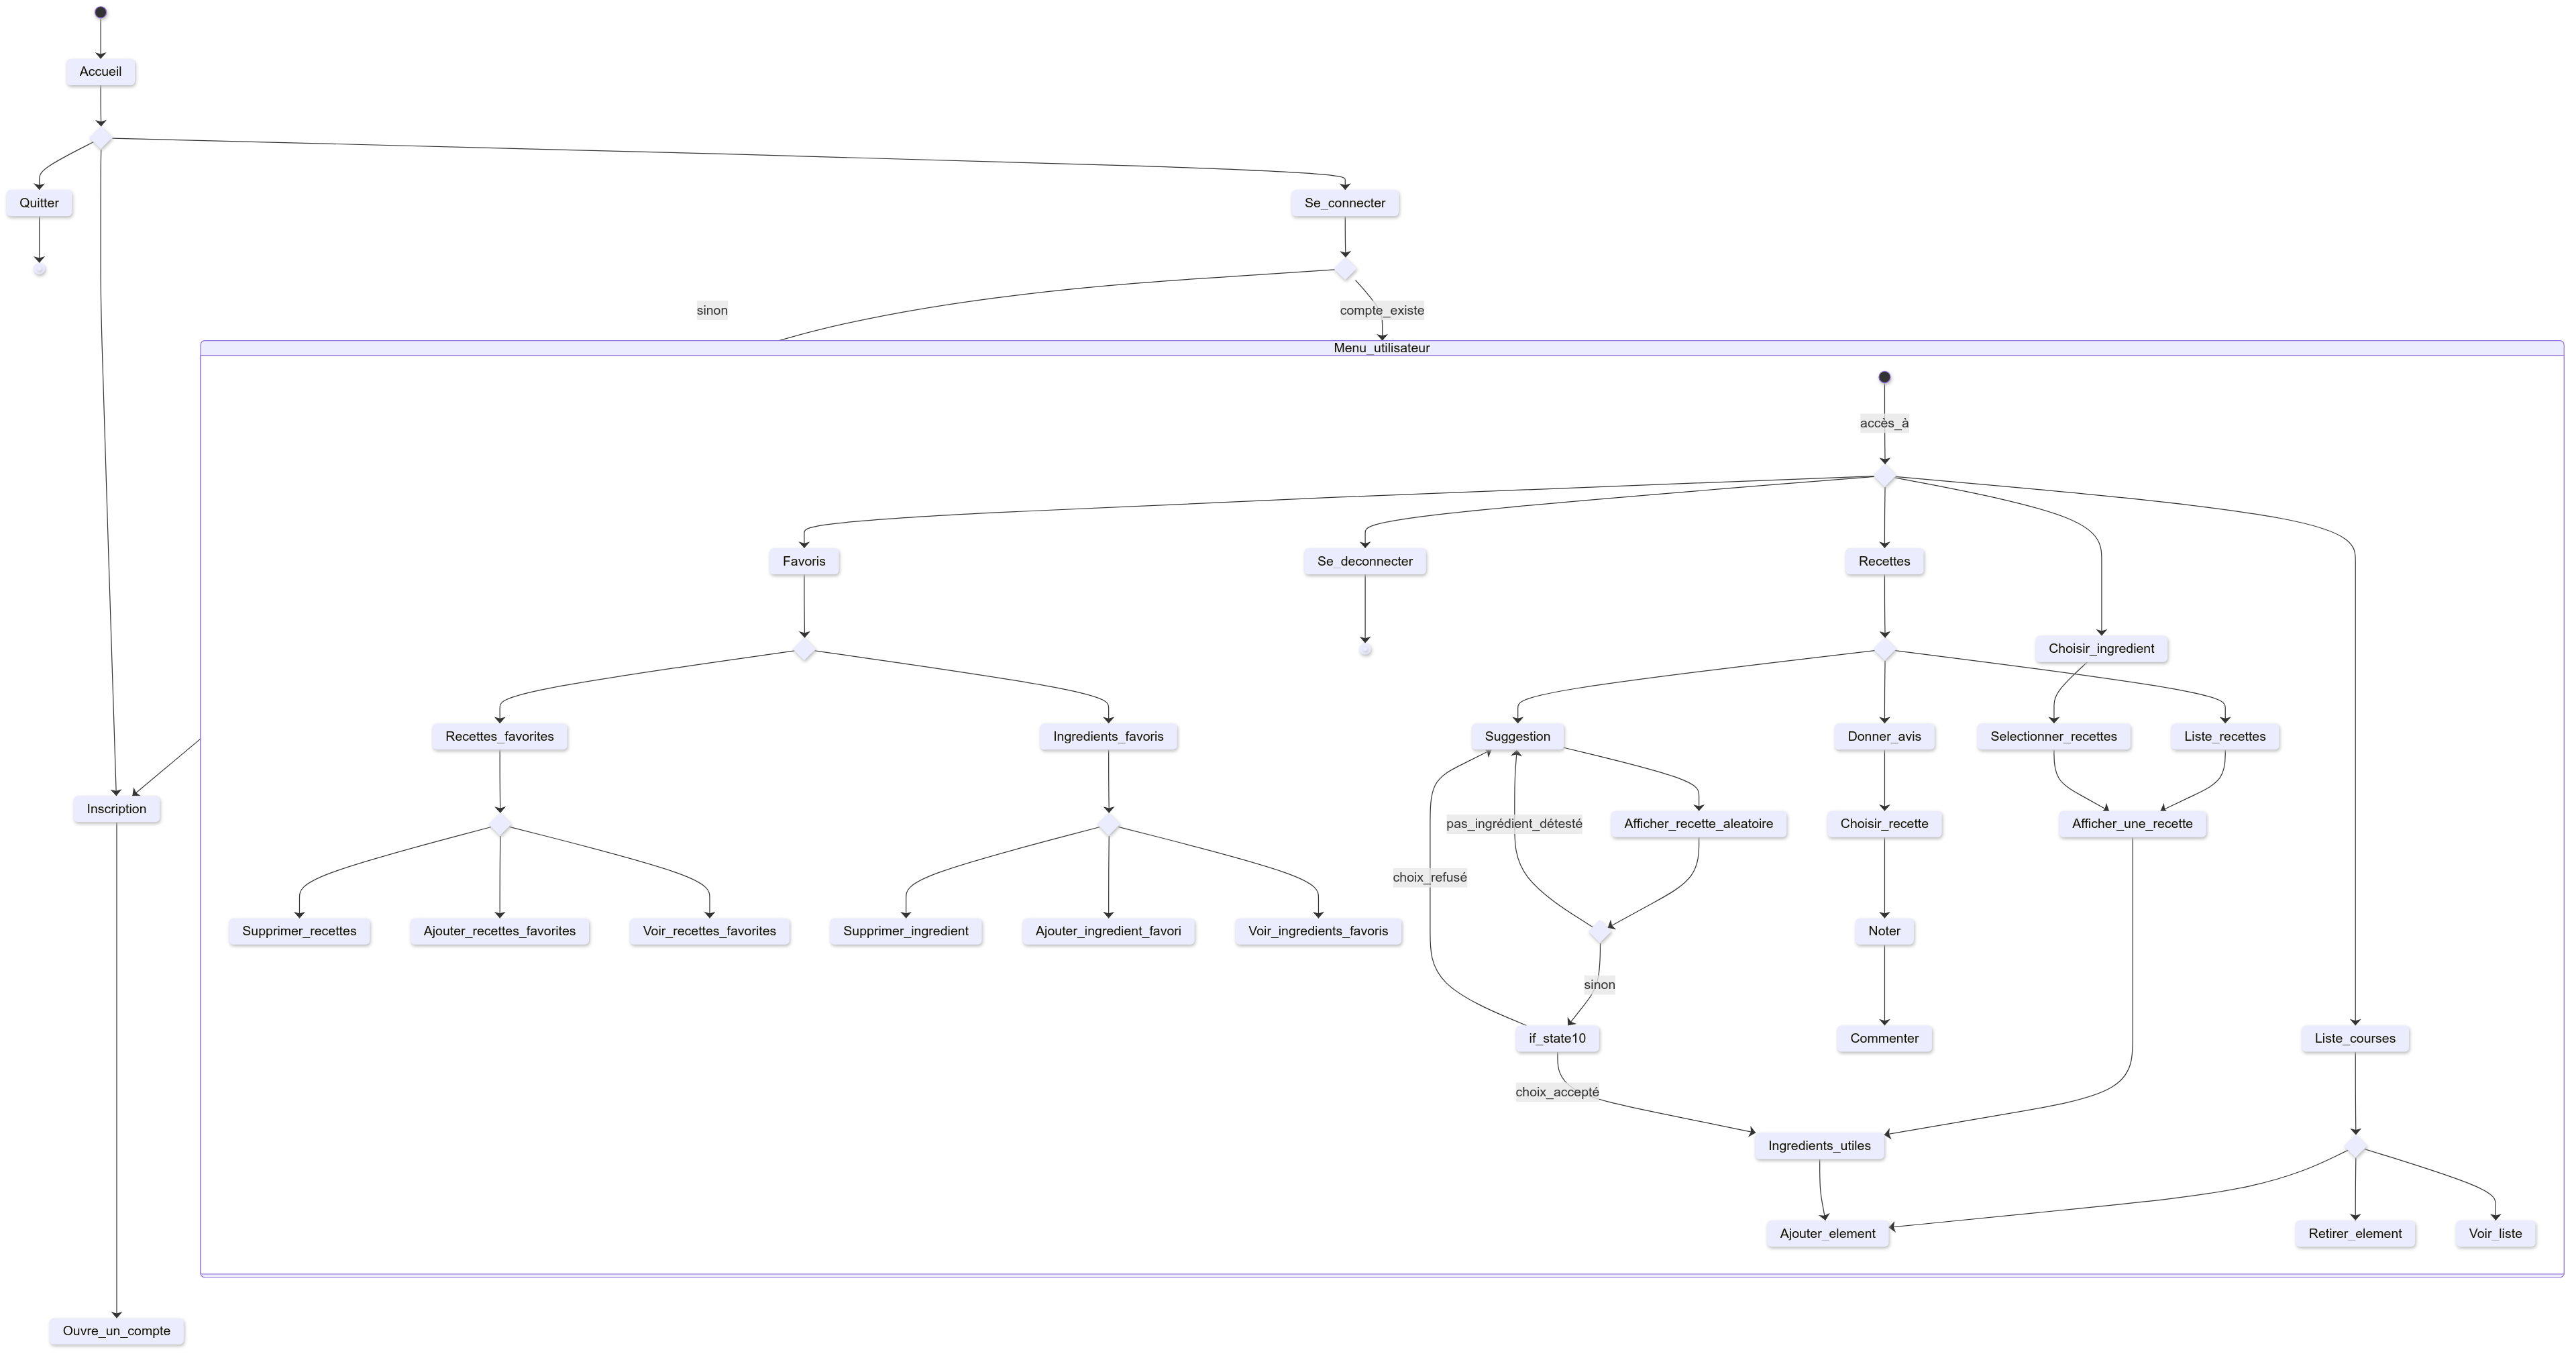 Accueil
Quitter
Se_connecter
sinon
compte_existe
Menu_utilisateur
accès_à
Favoris
Se_deconnecter
Recettes
Choisir_ingredient
Recettes_favorites
Ingredients_favoris
Suggestion
Donner_avis
Selectionner_recettes
Liste_recettes
Inscription
pas_ingrédient_détesté
Afficher_recette_aleatoire
Choisir_recette
Afficher_une_recette
choix_refusé
Supprimer_recettes
Ajouter_recettes_favorites
Voir_recettes_favorites
Supprimer_ingredient
Ajouter_ingredient_favori
Voir_ingredients_favoris
Noter
sinon
if_state10
Commenter
Liste_courses
choix_accepté
Ingredients_utiles
Ajouter_element
Retirer_element
Voir_liste
Ouvre_un_compte